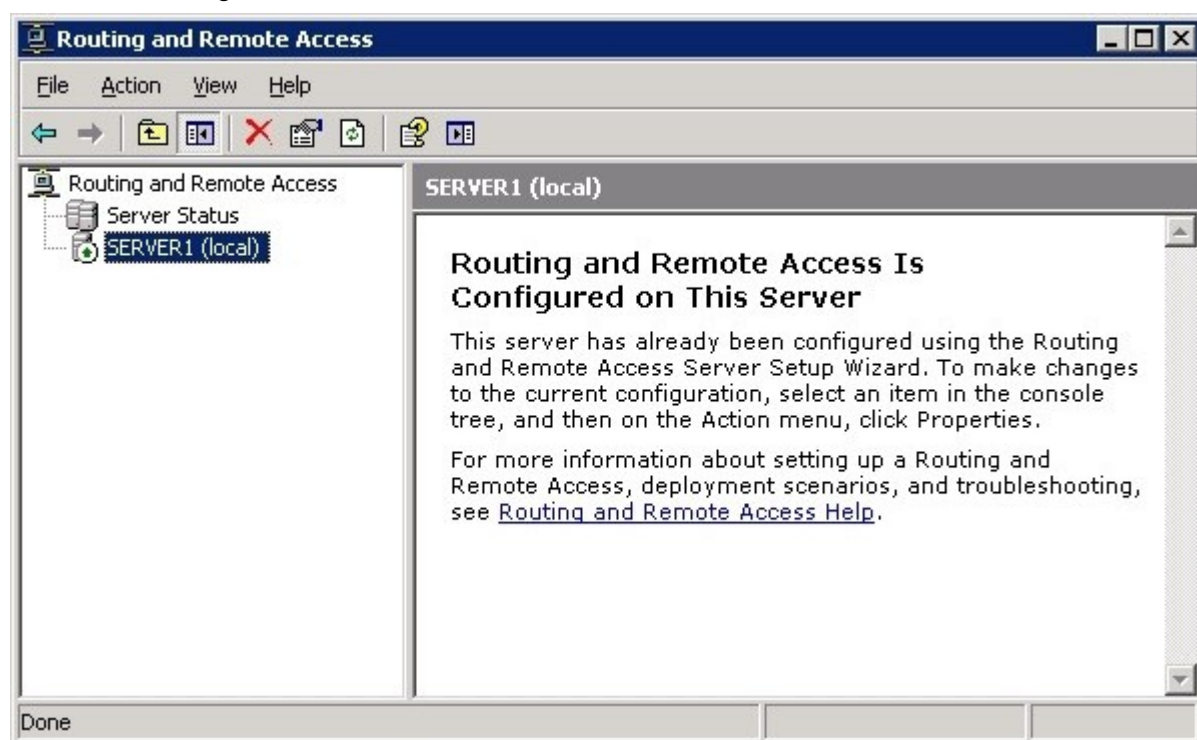 Routing and Remote Access
File Action View Help
Routing and Remote Access
Server Status
SERVER1 (local)
SERVER1 (local)
Routing and Remote Access Is
Configured on This Server
This server has already been configured using the Routing
and Remote Access Server Setup Wizard. To make changes
to the current configuration, select an item in the console
tree, and then on the Action menu, click Properties.
For more information about setting up a Routing and
Remote Access, deployment scenarios, and troubleshooting,
see Routing and Remote Access Help.
Done